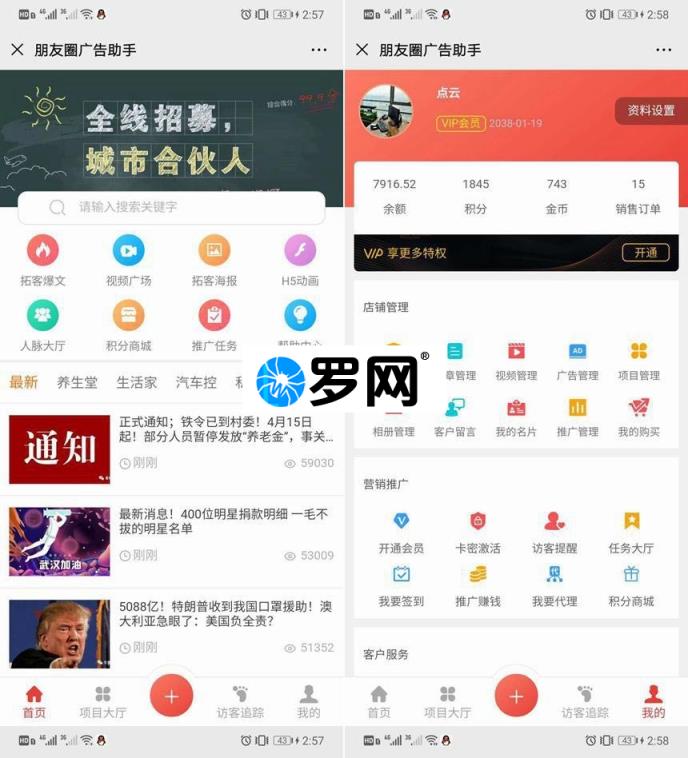 2:57
朋友圈广告助手
综合得分：99.9分
全线招募，
城市合伙人
请输入搜索关键字
拓客爆文 视频广场 拓客海报 H5动画
人脉大厅 积分商城 推广任务 帮助中心
最新 养生堂 生活家 汽车控
通知
正式通知；铁令已到村委！4月15日
起！部分人员暂停发放“养老金”，事关...
刚刚 59030
武汉加油
最新消息！400位明星捐款明细 一毛不
拔的明星名单
刚刚 53009
5088亿！特朗普收到我国口罩援助！澳
大利亚急眼了：美国负全责？
刚刚 51352
首页 项目大厅 访客追踪 我的
2:57
罗网®
2:58
朋友圈广告助手
点云
VIP会员 2038-01-19
资料设置
7916.52 1845 743 15
余额 积分 金币 销售订单
VIP 享更多特权 开通
店铺管理
章管理 视频管理 广告管理 项目管理
相册管理 客户留言 我的名片 推广管理 我的购买
营销推广
开通会员 卡密激活 访客提醒 任务大厅
我要签到 推广赚钱 我要代理 积分商城
客户服务
首页 项目大厅 访客追踪 我的
2:58